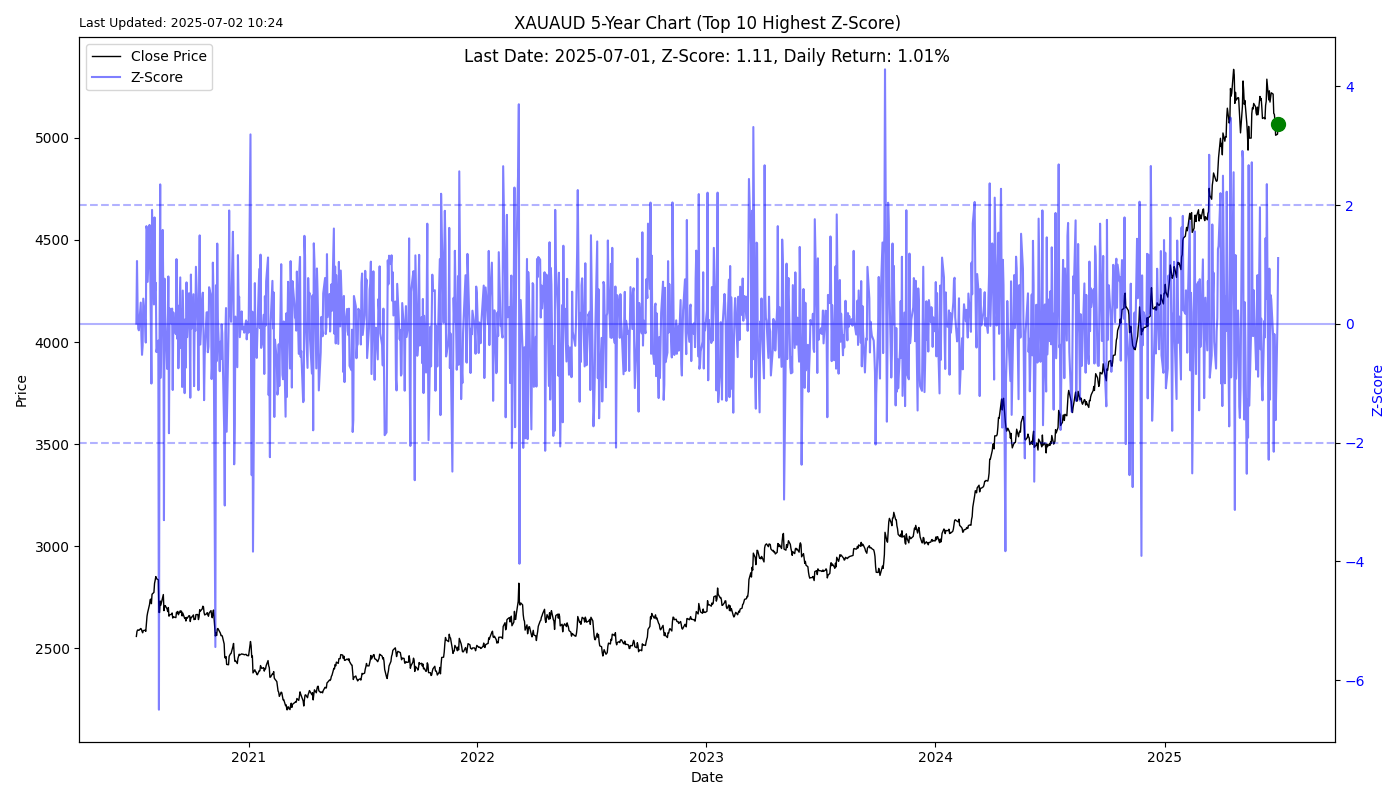 Last Updated: 2025-07-02 10:24
XAUAUD 5-Year Chart (Top 10 Highest Z-Score)
Last Date: 2025-07-01, Z-Score: 1.11, Daily Return: 1.01%
Close Price
Z-Score
5000
4500
4000
3500
3000
2500
Price
4
2
0
−2
−4
−6
Z-Score
2021
2022
2023
2024
2025
Date